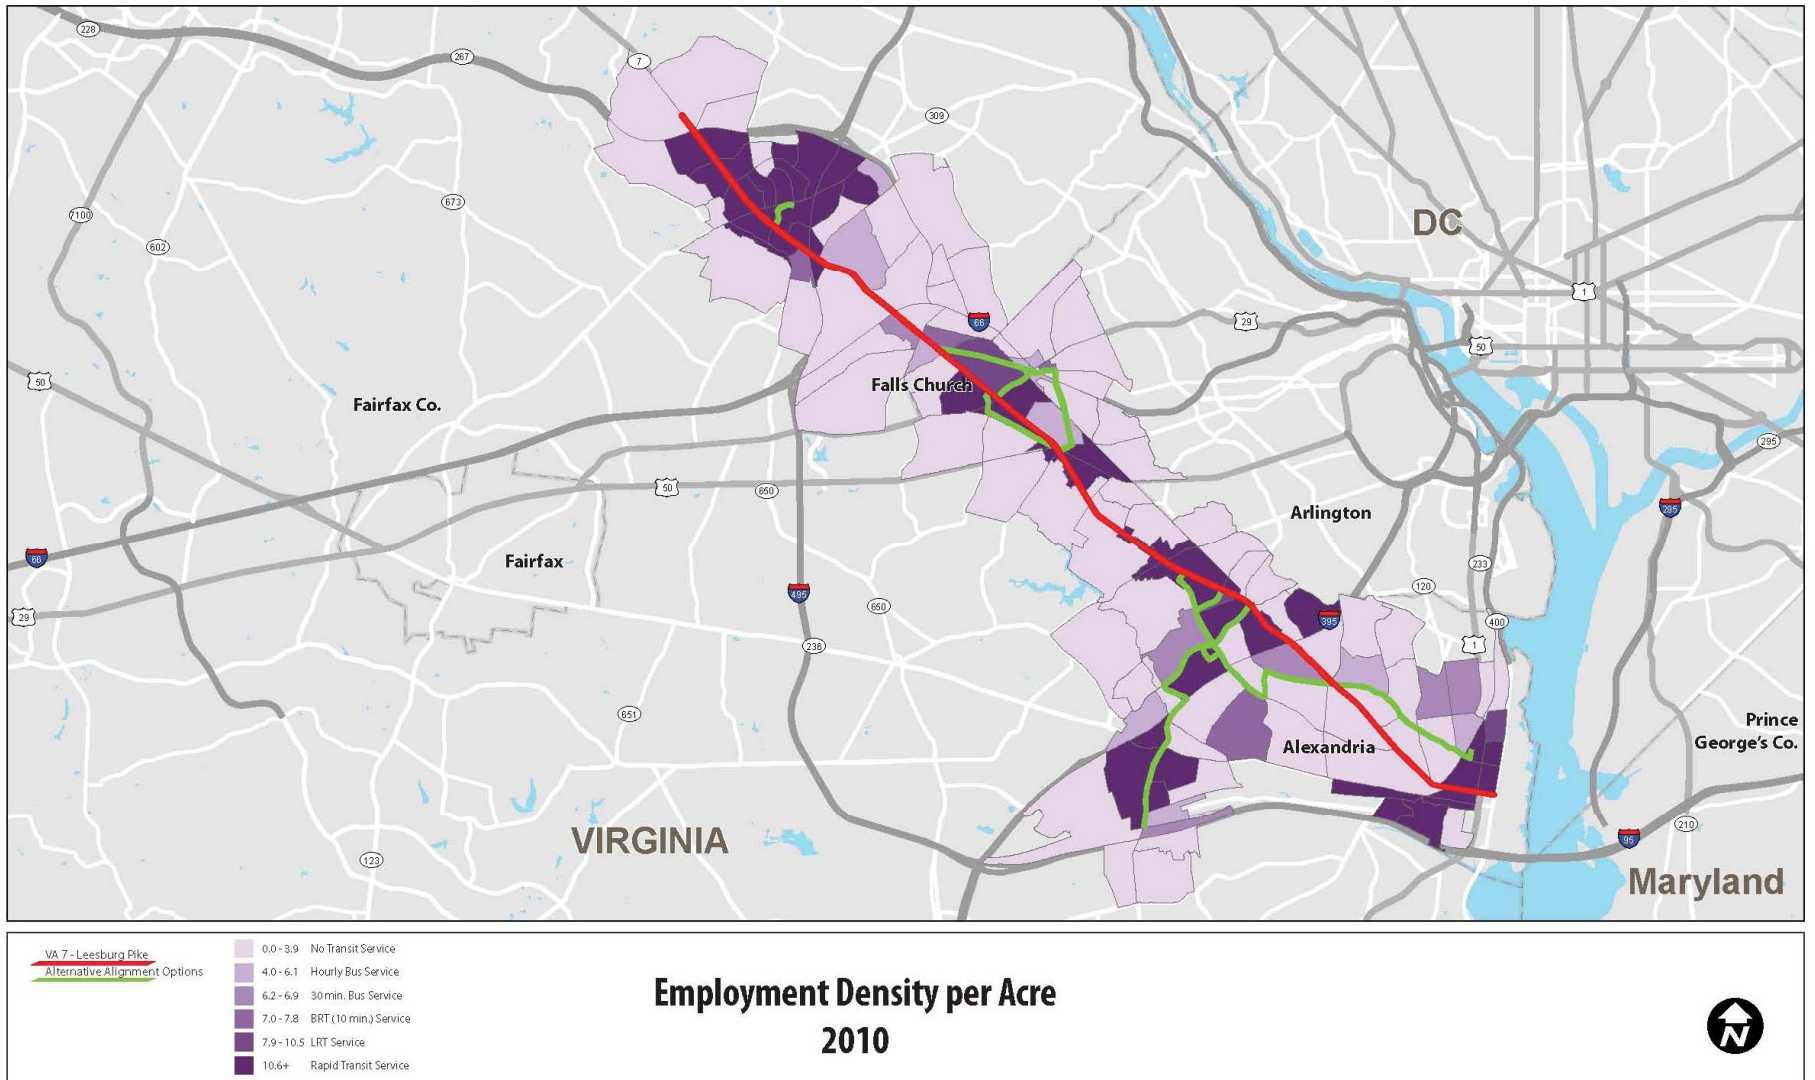 228
267
7
309
7100
673
602
DC
1
29
66
50
50
Falls Church
Fairfax Co.
295
50
650
Arlington
295
66
Fairfax
233
495
120
29
650
395
400
1
236
651
Prince
George's Co.
Alexandria
210
VIRGINIA
95
123
Maryland
VA 7 - Leesburg Pike
Alternative Alignment Options
0.0 - 3.9 No Transit Service
4.0 - 6.1 Hourly Bus Service
6.2 - 6.9 30 min. Bus Service
7.0 - 7.8 BRT (10 min.) Service
7.9 - 10.5 LRT Service
10.6+ Rapid Transit Service
Employment Density per Acre
2010
N